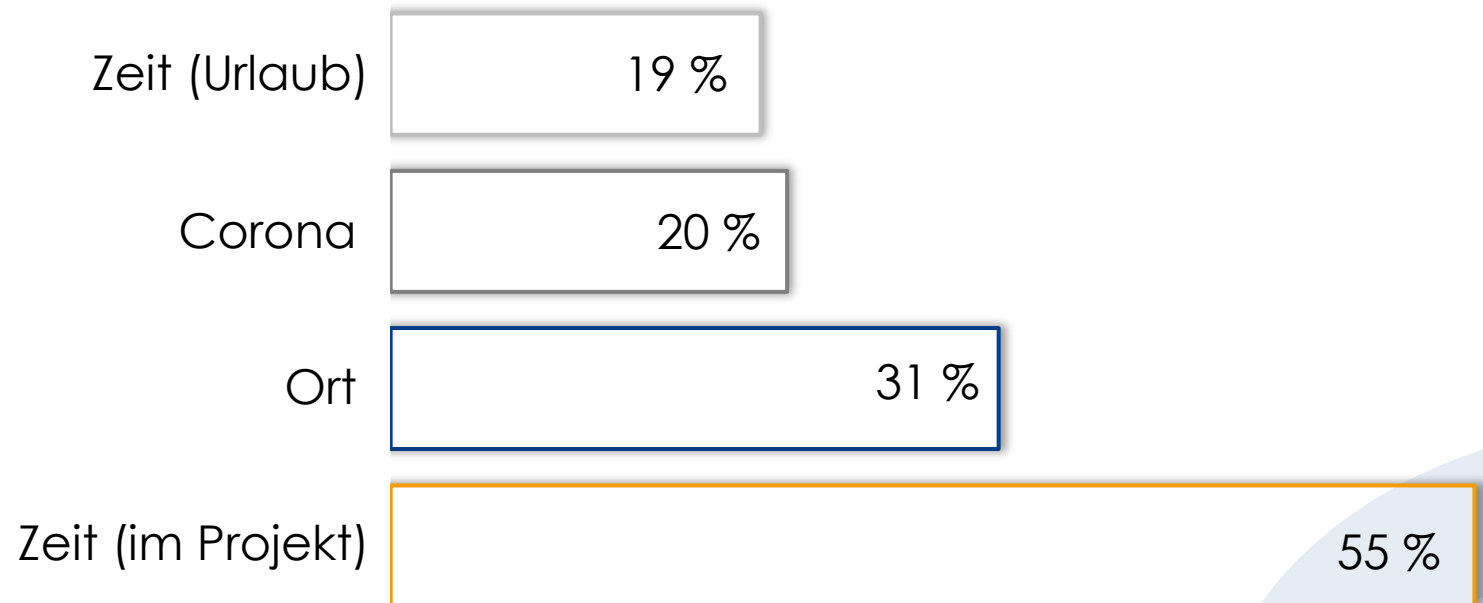 Zeit (Urlaub) 19 %
Corona 20 %
Ort 31 %
Zeit (im Projekt) 55 %